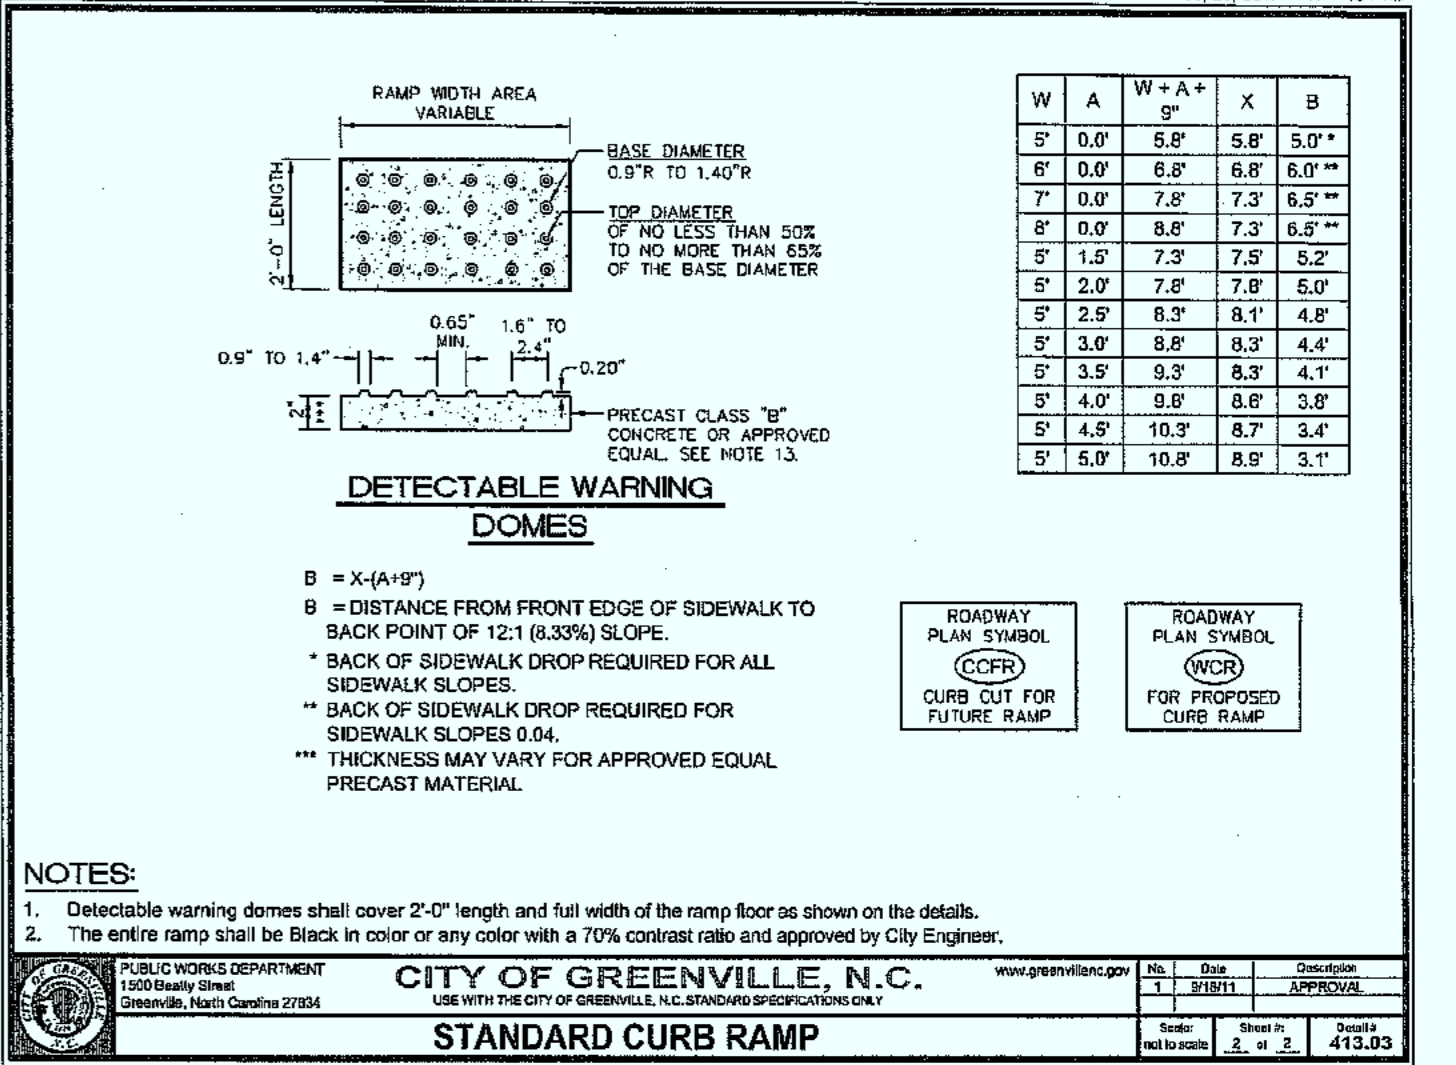 RAMP WIDTH AREA
VARIABLE
2'-0" LENGTH
BASE DIAMETER
0.9"R TO 1.40"R
TOP DIAMETER
OF NO LESS THAN 50%
TO NO MORE THAN 65%
OF THE BASE DIAMETER
0.65"
MIN.
1.6" TO
2.4"
0.9" TO 1.4"
0.20"
2"
***
PRECAST CLASS "B"
CONCRETE OR APPROVED
EQUAL. SEE NOTE 13.
DETECTABLE WARNING
DOMES
W A W + A + 9" X B
5' 0.0' 5.8' 5.8' 5.0' *
6' 0.0' 6.8' 6.8' 6.0' **
7' 0.0' 7.8' 7.3' 6.5' **
8' 0.0' 8.8' 7.3' 6.5' **
5' 1.5' 7.3' 7.5' 5.2'
5' 2.0' 7.8' 7.8' 5.0'
5' 2.5' 8.3' 8.1' 4.8'
5' 3.0' 8.8' 8.3' 4.4'
5' 3.5' 9.3' 8.3' 4.1'
5' 4.0' 9.8' 8.6' 3.8'
5' 4.5' 10.3' 8.7' 3.4'
5' 5.0' 10.8' 8.9' 3.1'
B = X-(A+9")
B = DISTANCE FROM FRONT EDGE OF SIDEWALK TO
BACK POINT OF 12:1 (8.33%) SLOPE.
* BACK OF SIDEWALK DROP REQUIRED FOR ALL
SIDEWALK SLOPES.
** BACK OF SIDEWALK DROP REQUIRED FOR
SIDEWALK SLOPES 0.04.
*** THICKNESS MAY VARY FOR APPROVED EQUAL
PRECAST MATERIAL
ROADWAY
PLAN SYMBOL
CCFR
CURB CUT FOR
FUTURE RAMP
ROADWAY
PLAN SYMBOL
WCR
FOR PROPOSED
CURB RAMP
NOTES:
1. Detectable warning domes shall cover 2'-0" length and full width of the ramp floor as shown on the details.
2. The entire ramp shall be Black in color or any color with a 70% contrast ratio and approved by City Engineer.
CITY OF GREENVILLE
N.C.
PUBLIC WORKS DEPARTMENT
1500 Beatty Street
Greenville, North Carolina 27834
CITY OF GREENVILLE, N.C.
USE WITH THE CITY OF GREENVILLE, N.C. STANDARD SPECIFICATIONS ONLY
www.greenvillenc.gov
STANDARD CURB RAMP
No. Date Description
1 9/16/11 APPROVAL
Scale:
not to scale
Sheet #:
2 of 2
Detail #
413.03